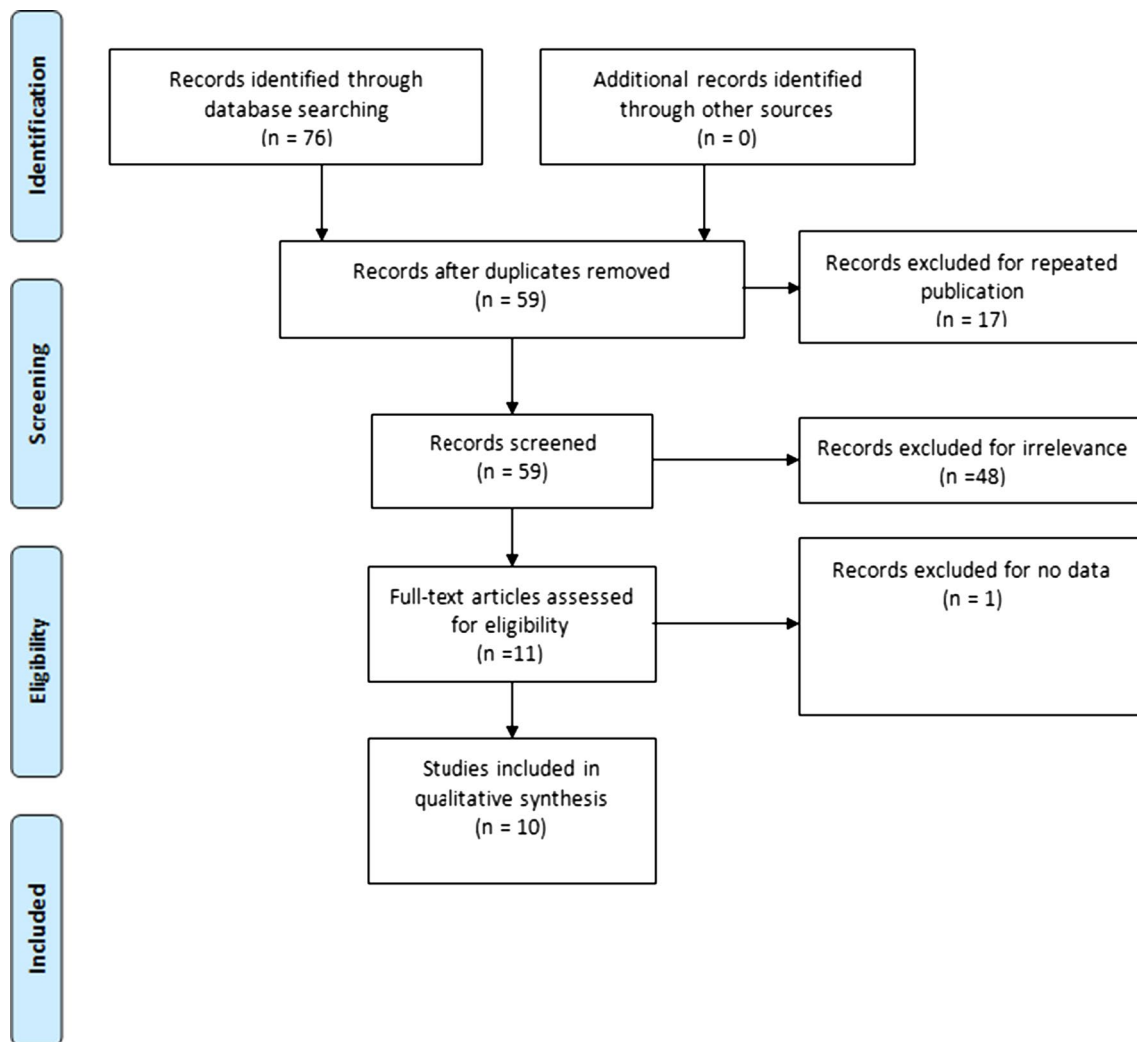 Identification
Records identified through
database searching
(n = 76)
Additional records identified
through other sources
(n = 0)
Records after duplicates removed
(n = 59)
Records excluded for repeated
publication
(n = 17)
Screening
Records screened
(n = 59)
Records excluded for irrelevance
(n =48)
Eligibility
Full-text articles assessed
for eligibility
(n =11)
Records excluded for no data
(n = 1)
Studies included in
qualitative synthesis
(n = 10)
Included